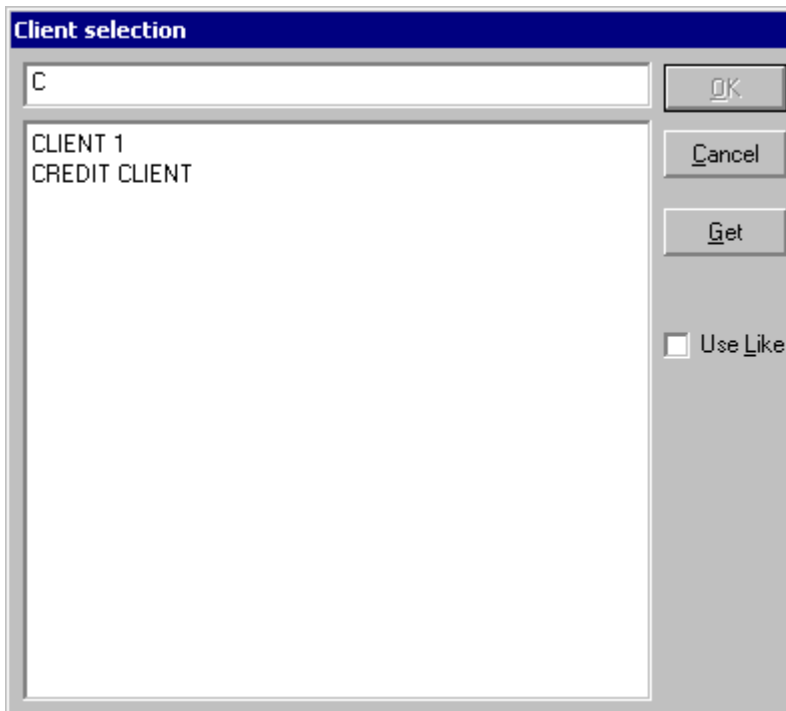 Client selection
C
OK
CLIENT 1
CREDIT CLIENT
Cancel
Get
Use Like